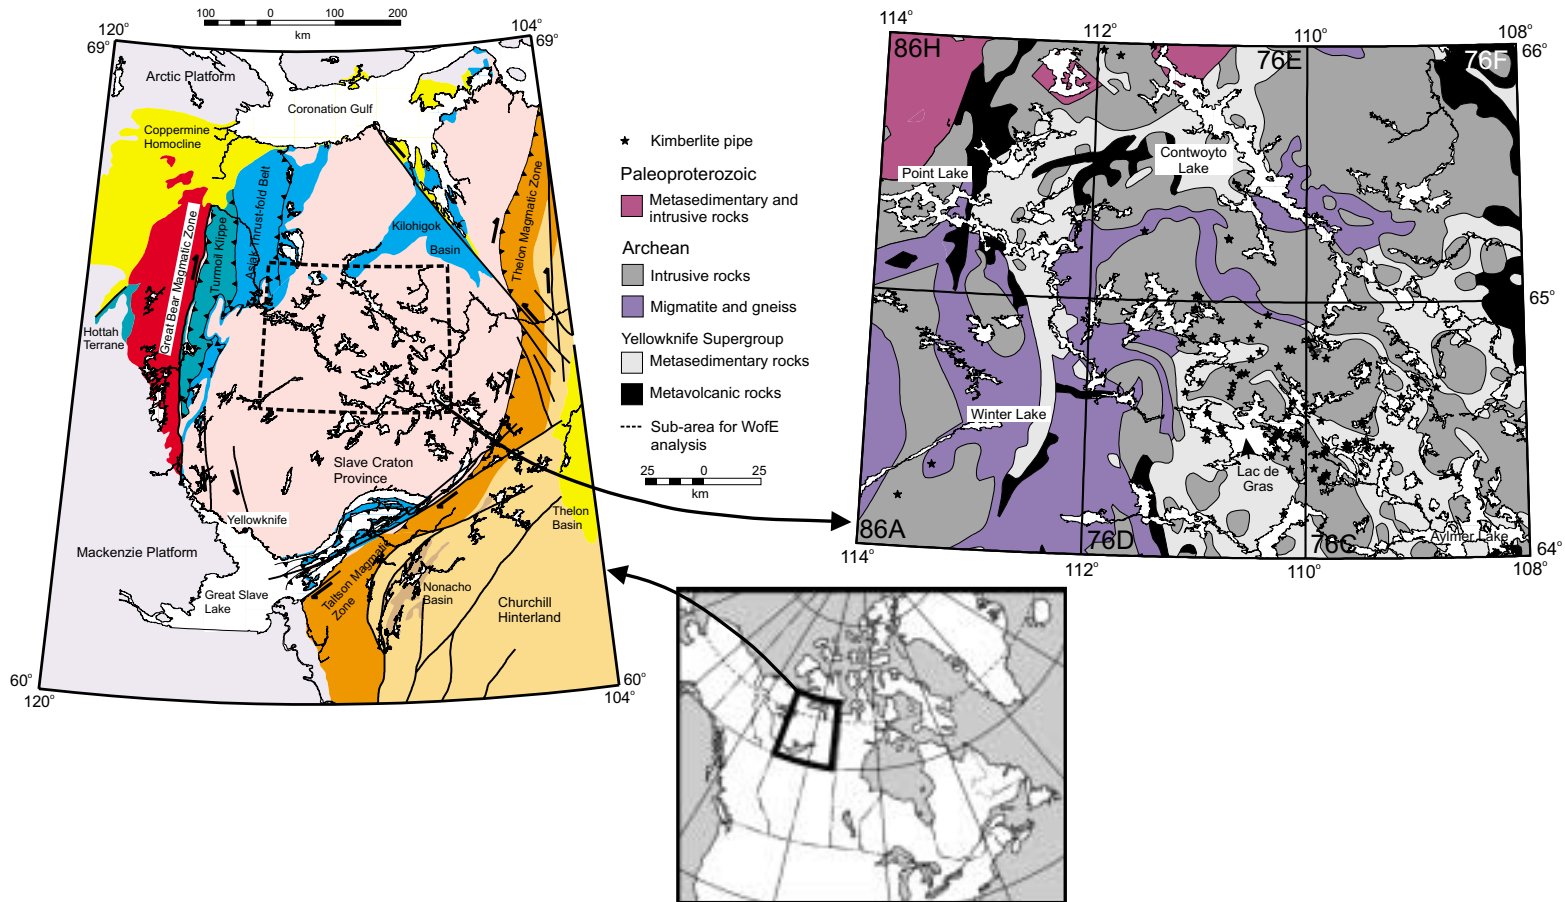 100 0 100 200
km
120°
69°
104°
69°
Arctic Platform
Coronation Gulf
Coppermine
Homocline
Great Bear Magmatic Zone
Turmoil Klippe
Asiak Thrust-fold Belt
Kilohigok
Basin
Thelon Magmatic Zone
Hottah
Terrane
Slave Craton
Province
Yellowknife
Mackenzie Platform
Great Slave
Lake
Taltson Magmatic
Zone
Nonacho
Basin
Churchill
Hinterland
Thelon
Basin
60°
120°
60°
104°
Kimberlite pipe
Paleoproterozoic
Metasedimentary and
intrusive rocks
Archean
Intrusive rocks
Migmatite and gneiss
Yellowknife Supergroup
Metasedimentary rocks
Metavolcanic rocks
Sub-area for WofE
analysis
25 0 25
km
114°
112°
110°
108°
66°
86H
76E
76F
Point Lake
Contwoyto
Lake
65°
Winter Lake
Lac de
Gras
86A
76D
76C
Aylmer Lake
114°
112°
110°
108°
64°